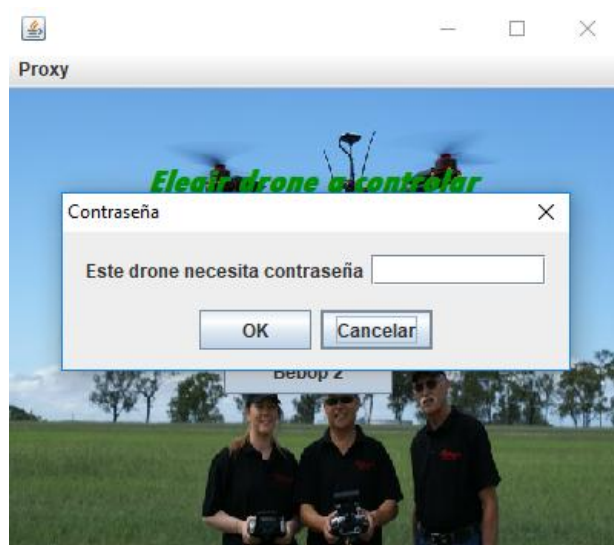 Proxy
Elegir drone a controlar
Contraseña
Este drone necesita contraseña
OK
Cancelar
Bebop 2